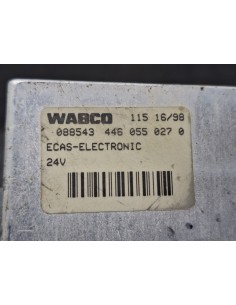 WABCO 115 16/98
088543 446 055 027 0
ECAS-ELECTRONIC
24V